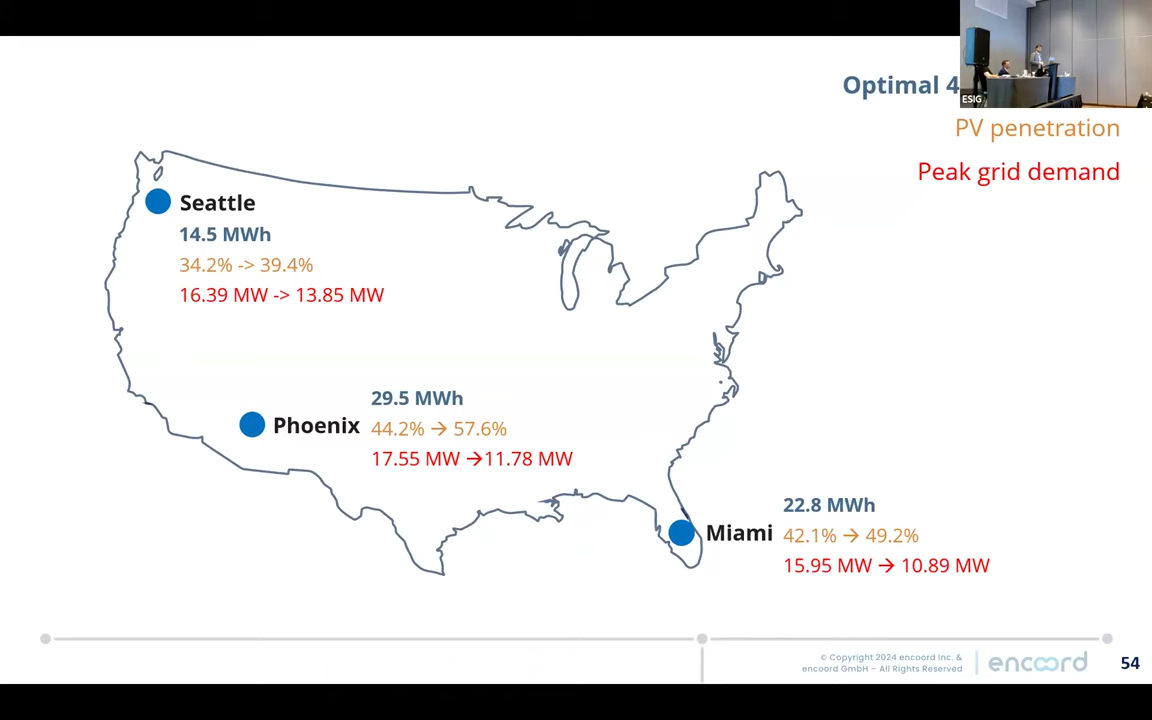 ESIG
Optimal 4
PV penetration
Peak grid demand
Seattle
14.5 MWh
34.2% -> 39.4%
16.39 MW -> 13.85 MW
29.5 MWh
Phoenix 44.2% → 57.6%
17.55 MW →11.78 MW
22.8 MWh
Miami 42.1% → 49.2%
15.95 MW → 10.89 MW
© Copyright 2024 encoord Inc. &
encoord GmbH – All Rights Reserved
encoord
54